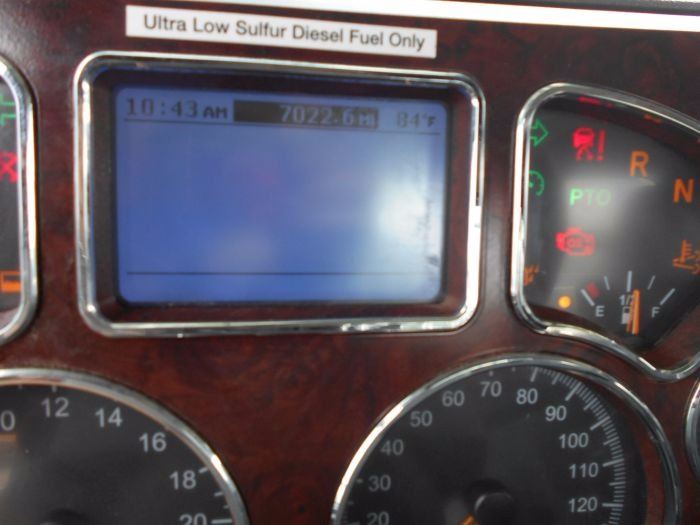 Ultra Low Sulfur Diesel Fuel Only
10:43 AM 7022.6 MI 84°F
R
N
PTO
E 1/2 F
12 14 16 18 20
20 30 40 50 60 70 80 90 100 110 120